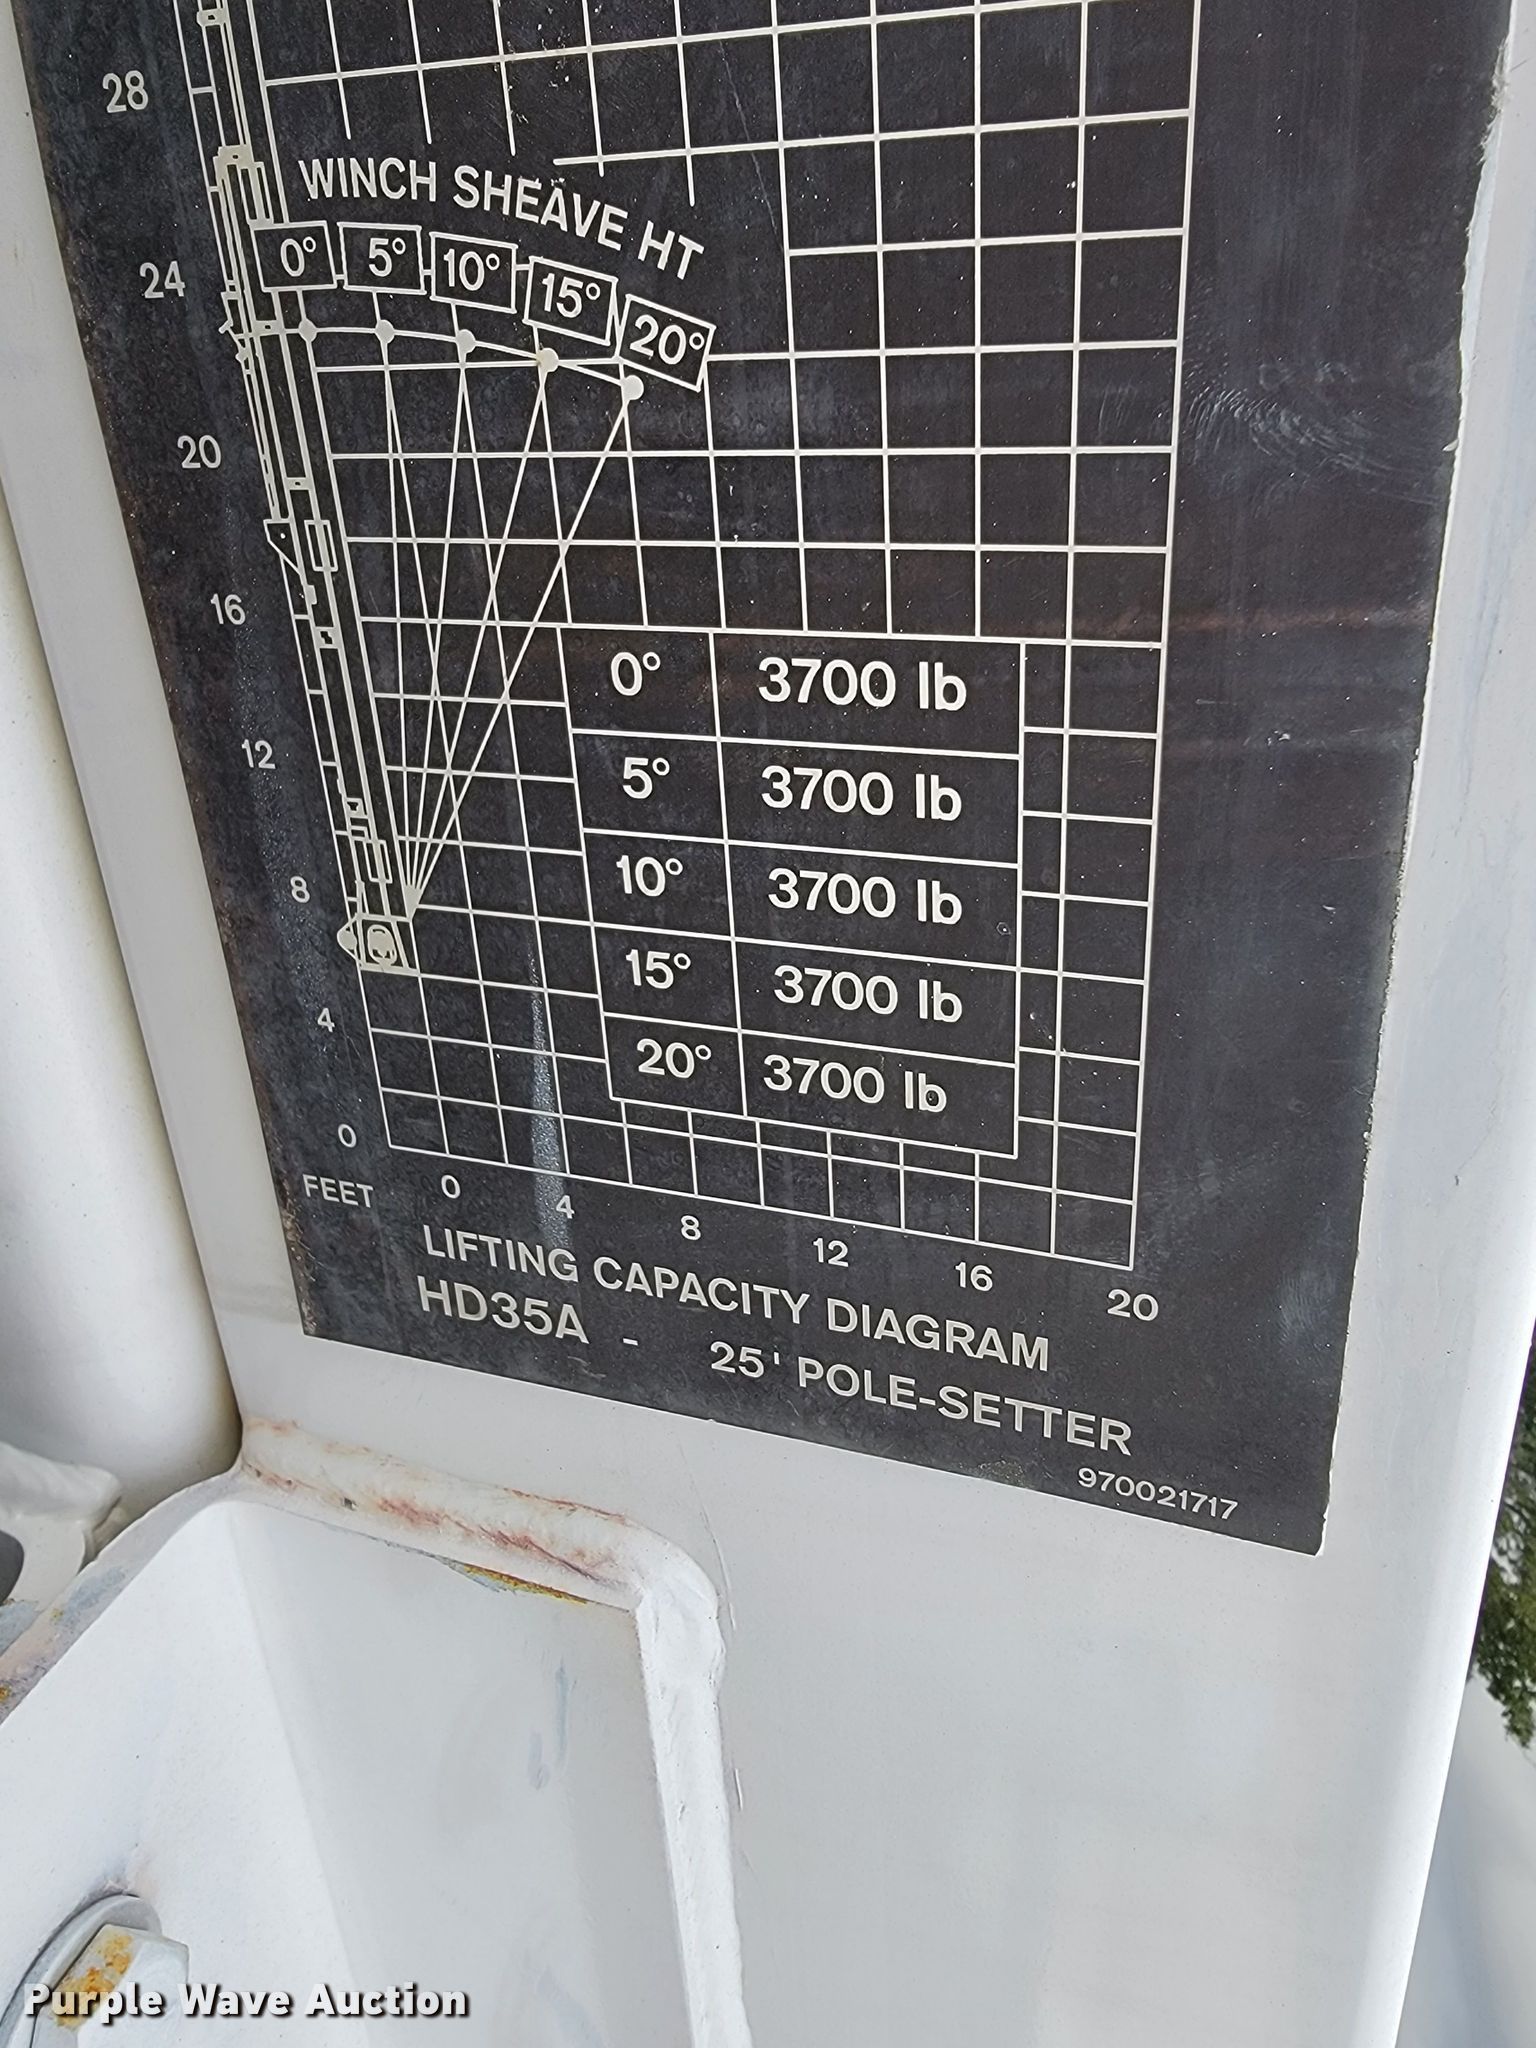 28
WINCH SHEAVE HT
0° 5° 10° 15° 20°
24
20
16
0° 3700 lb
5° 3700 lb
12
10° 3700 lb
8
15° 3700 lb
4
20° 3700 lb
0
FEET 0 4 8 12 16 20
LIFTING CAPACITY DIAGRAM
HD35A - 25' POLE-SETTER
970021717
Purple Wave Auction